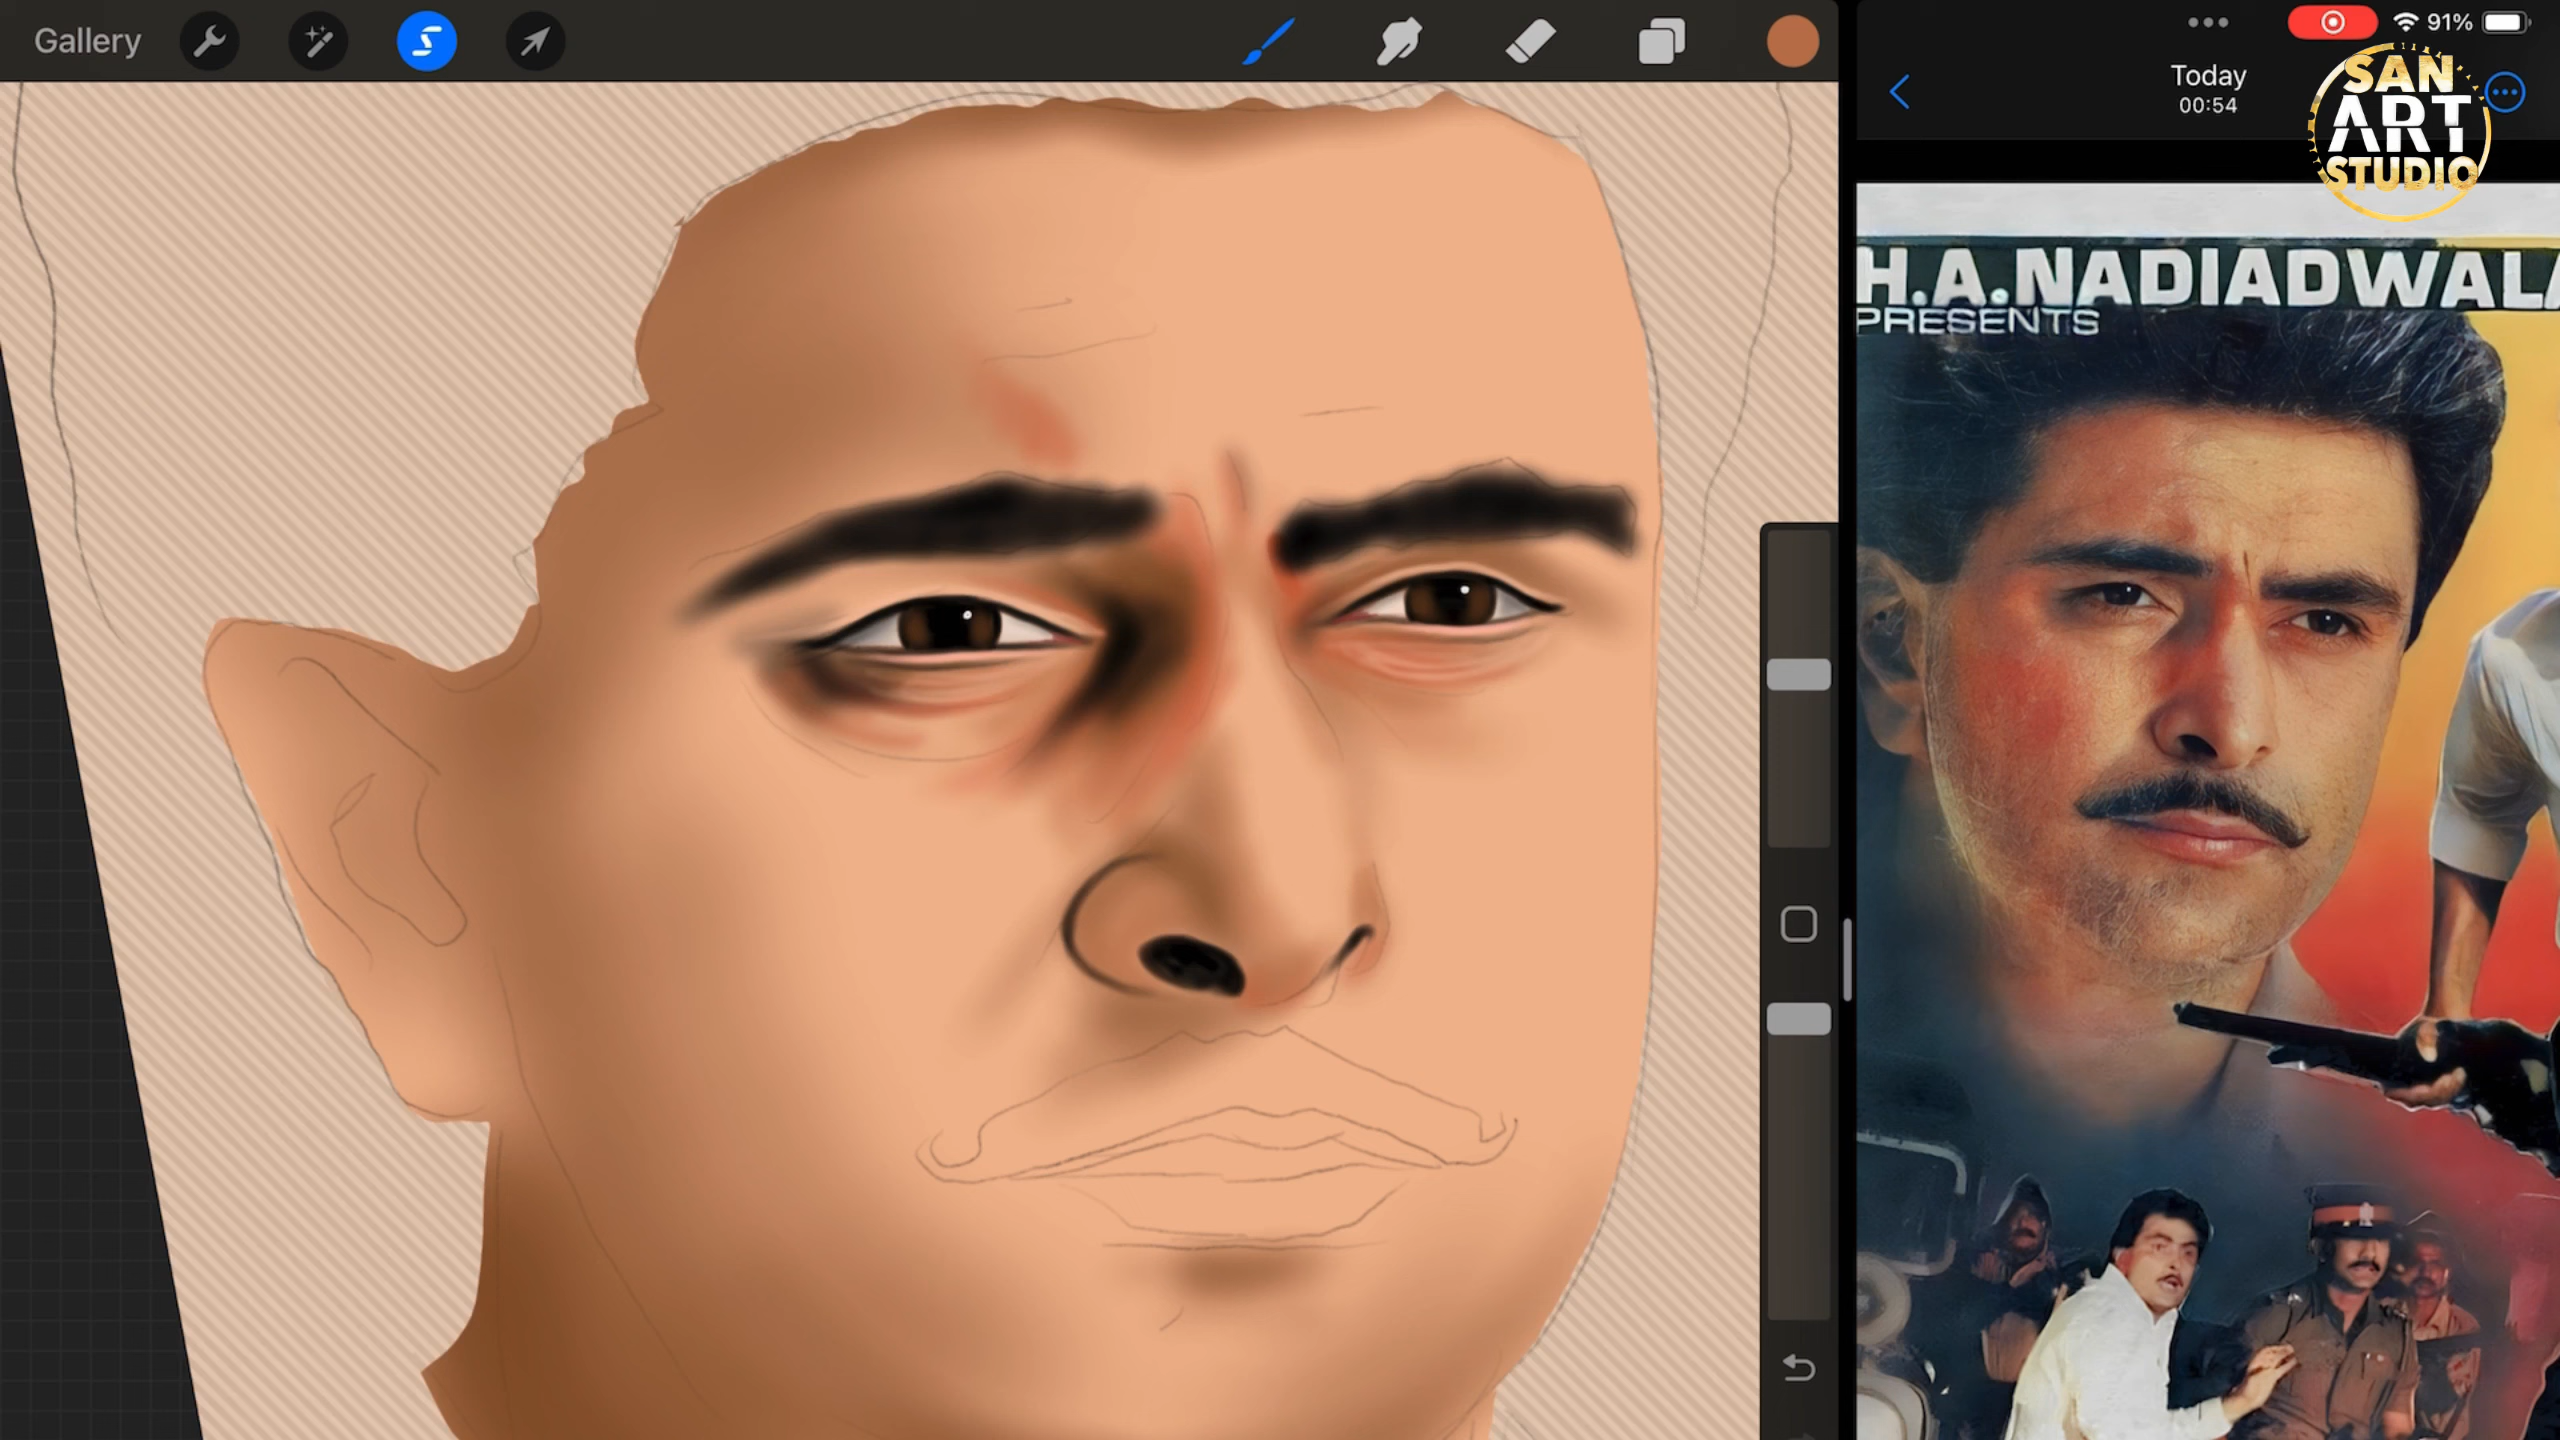 Gallery
91%
Today
00:54
SAN
ART
STUDIO
H.A.NADIADWALA
PRESENTS